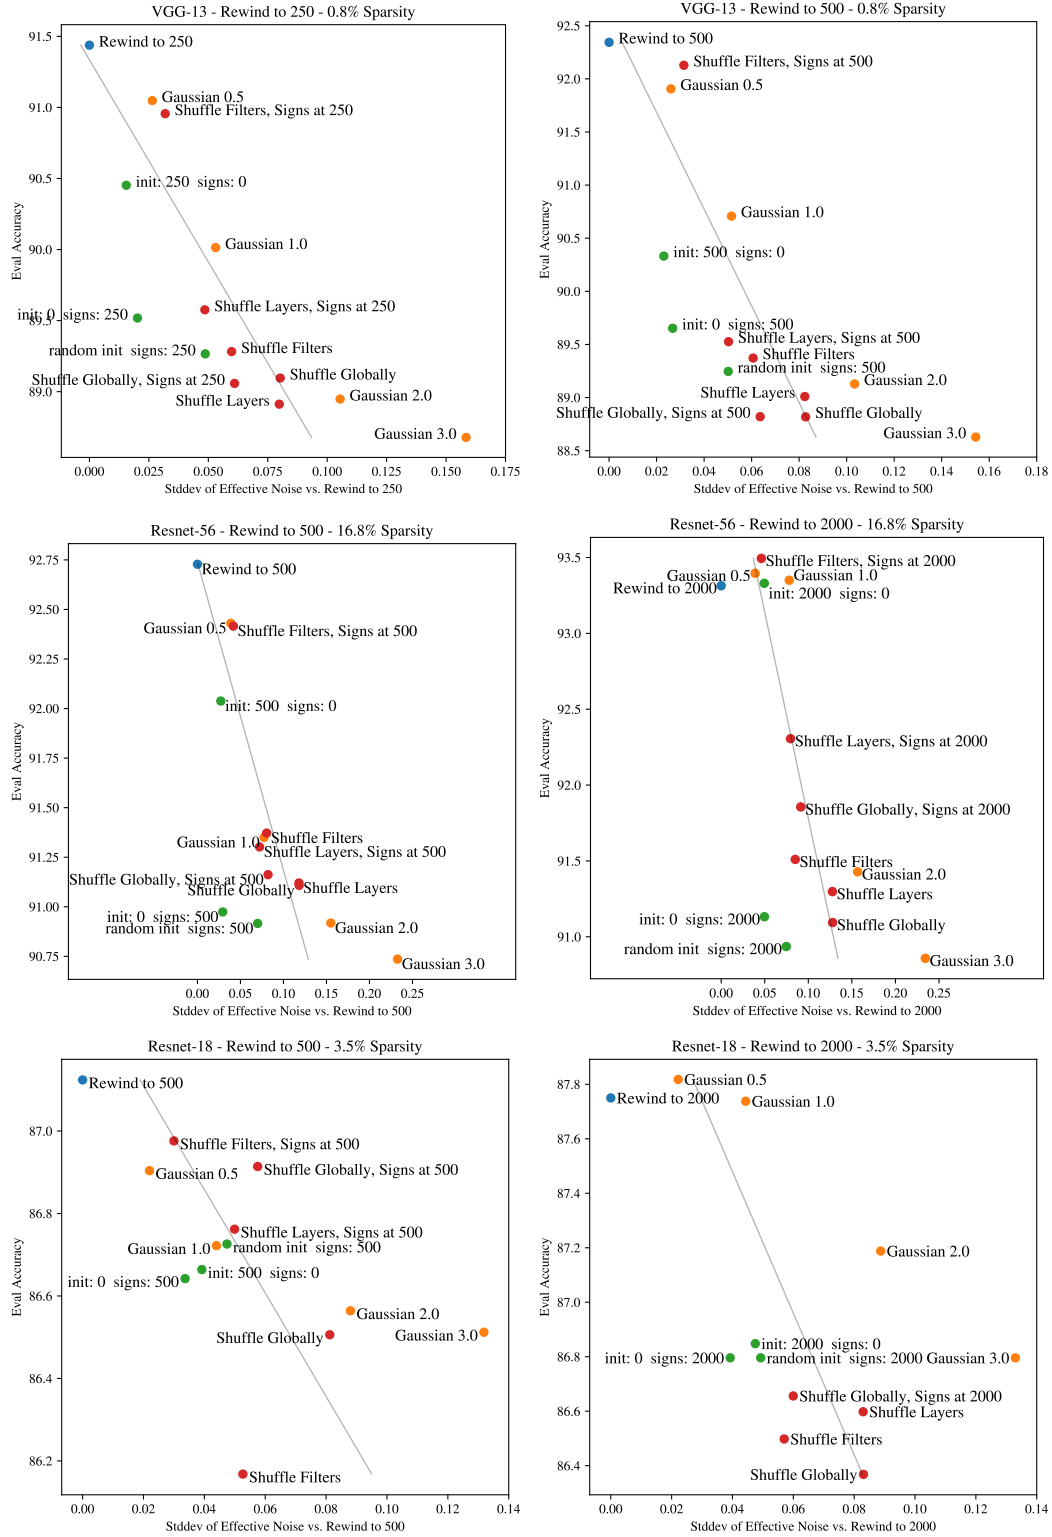 VGG-13 - Rewind to 250 - 0.8% Sparsity
Eval Accuracy
91.5
91.0
90.5
90.0
89.5
89.0
Rewind to 250
Gaussian 0.5
Shuffle Filters, Signs at 250
init: 250 signs: 0
Gaussian 1.0
Shuffle Layers, Signs at 250
init: 0 signs: 250
random init signs: 250
Shuffle Filters
Shuffle Globally, Signs at 250
Shuffle Globally
Shuffle Layers
Gaussian 2.0
Gaussian 3.0
0.000 0.025 0.050 0.075 0.100 0.125 0.150 0.175
Stddev of Effective Noise vs. Rewind to 250
VGG-13 - Rewind to 500 - 0.8% Sparsity
Eval Accuracy
92.5
92.0
91.5
91.0
90.5
90.0
89.5
89.0
88.5
Rewind to 500
Shuffle Filters, Signs at 500
Gaussian 0.5
Gaussian 1.0
init: 500 signs: 0
init: 0 signs: 500
Shuffle Layers, Signs at 500
Shuffle Filters
random init signs: 500
Gaussian 2.0
Shuffle Layers
Shuffle Globally, Signs at 500
Shuffle Globally
Gaussian 3.0
0.00 0.02 0.04 0.06 0.08 0.10 0.12 0.14 0.16 0.18
Stddev of Effective Noise vs. Rewind to 500
Resnet-56 - Rewind to 500 - 16.8% Sparsity
Eval Accuracy
92.75
92.50
92.25
92.00
91.75
91.50
91.25
91.00
90.75
Rewind to 500
Gaussian 0.5
Shuffle Filters, Signs at 500
init: 500 signs: 0
Gaussian 1.0
Shuffle Filters
Shuffle Layers, Signs at 500
Shuffle Globally, Signs at 500
Shuffle Globally
Shuffle Layers
init: 0 signs: 500
random init signs: 500
Gaussian 2.0
Gaussian 3.0
0.00 0.05 0.10 0.15 0.20 0.25
Stddev of Effective Noise vs. Rewind to 500
Resnet-56 - Rewind to 2000 - 16.8% Sparsity
Eval Accuracy
93.5
93.0
92.5
92.0
91.5
91.0
Shuffle Filters, Signs at 2000
Gaussian 0.5
Gaussian 1.0
Rewind to 2000
init: 2000 signs: 0
Shuffle Layers, Signs at 2000
Shuffle Globally, Signs at 2000
Shuffle Filters
Gaussian 2.0
Shuffle Layers
init: 0 signs: 2000
Shuffle Globally
random init signs: 2000
Gaussian 3.0
0.00 0.05 0.10 0.15 0.20 0.25
Stddev of Effective Noise vs. Rewind to 2000
Resnet-18 - Rewind to 500 - 3.5% Sparsity
Eval Accuracy
87.0
86.8
86.6
86.4
86.2
Rewind to 500
Shuffle Filters, Signs at 500
Gaussian 0.5
Shuffle Globally, Signs at 500
Shuffle Layers, Signs at 500
Gaussian 1.0
random init signs: 500
init: 500 signs: 0
init: 0 signs: 500
Gaussian 2.0
Shuffle Globally
Gaussian 3.0
Shuffle Filters
0.00 0.02 0.04 0.06 0.08 0.10 0.12 0.14
Stddev of Effective Noise vs. Rewind to 500
Resnet-18 - Rewind to 2000 - 3.5% Sparsity
Eval Accuracy
87.8
87.6
87.4
87.2
87.0
86.8
86.6
86.4
Gaussian 0.5
Rewind to 2000
Gaussian 1.0
Gaussian 2.0
init: 2000 signs: 0
init: 0 signs: 2000
random init signs: 2000
Gaussian 3.0
Shuffle Globally, Signs at 2000
Shuffle Layers
Shuffle Filters
Shuffle Globally
0.00 0.02 0.04 0.06 0.08 0.10 0.12 0.14
Stddev of Effective Noise vs. Rewind to 2000